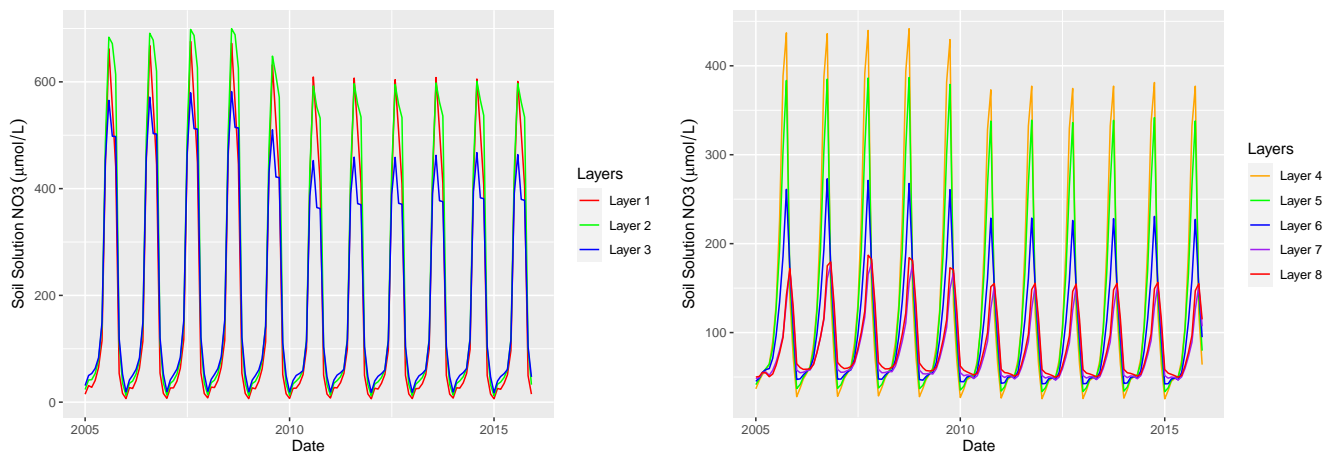 Soil Solution NO3 (μmol/L)
600
400
200
0
2005
2010
2015
Date
Layers
Layer 1
Layer 2
Layer 3
Soil Solution NO3 (μmol/L)
400
300
200
100
2005
2010
2015
Date
Layers
Layer 4
Layer 5
Layer 6
Layer 7
Layer 8